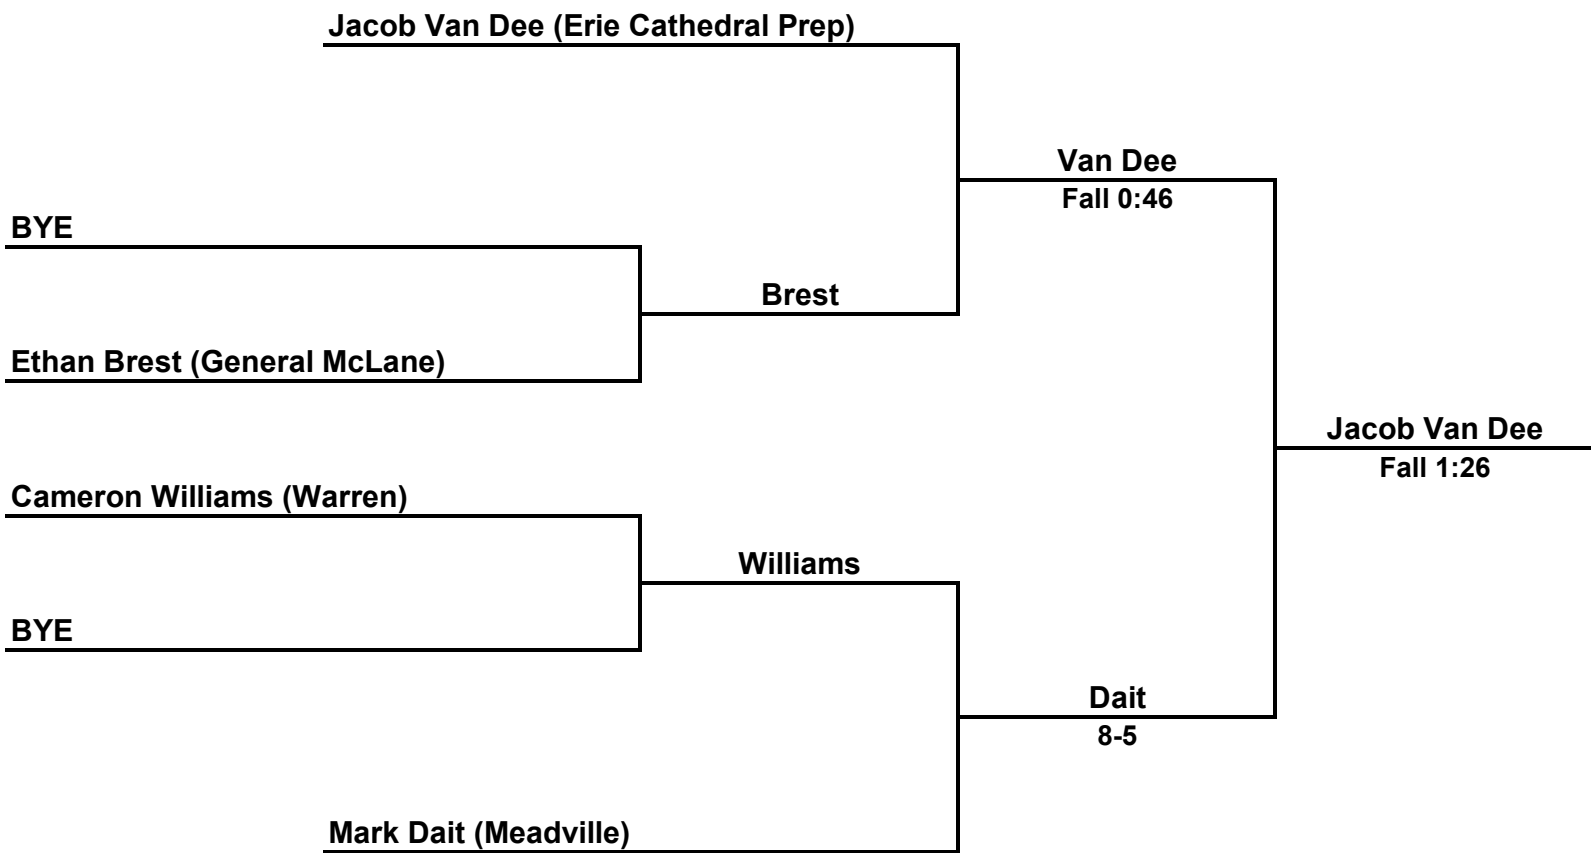 Jacob Van Dee (Erie Cathedral Prep)
Van Dee
Fall 0:46
BYE
Brest
Ethan Brest (General McLane)
Jacob Van Dee
Fall 1:26
Cameron Williams (Warren)
Williams
BYE
Dait
8-5
Mark Dait (Meadville)